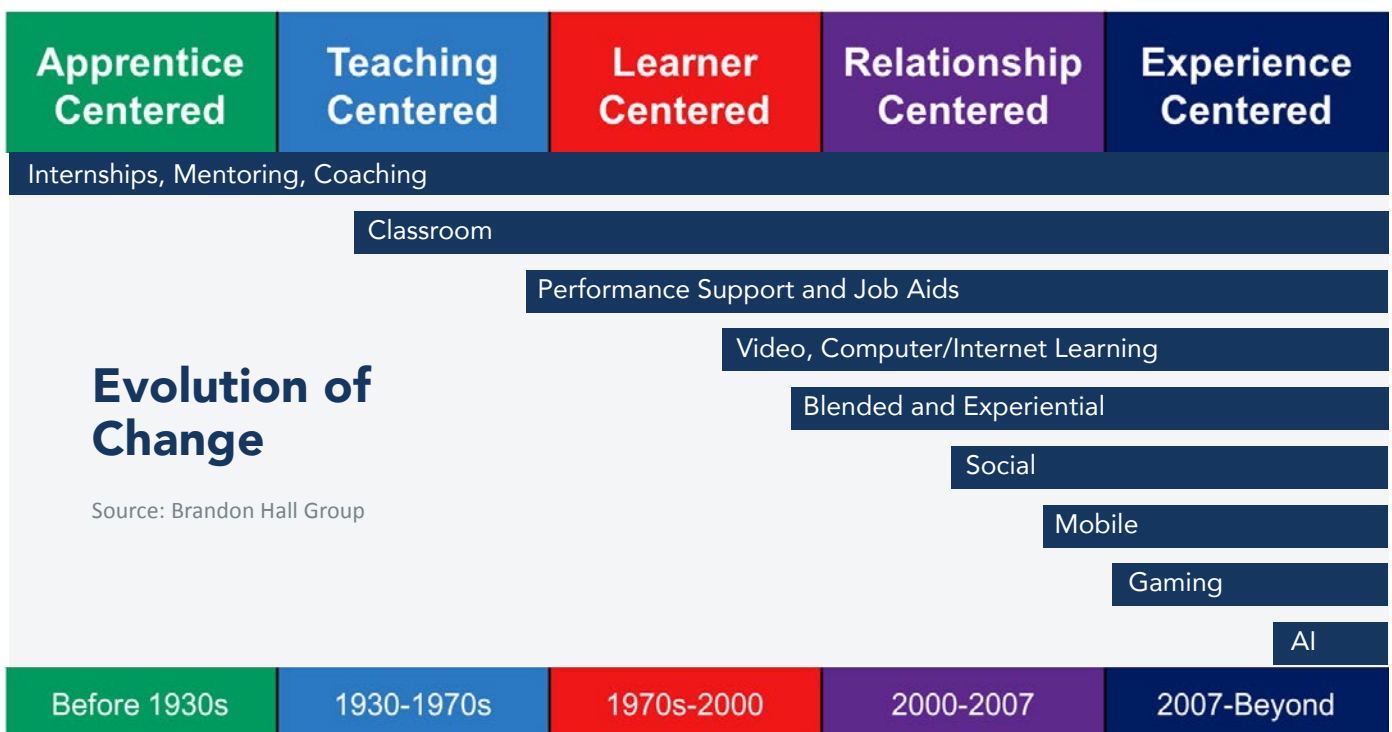 Apprentice
Centered
Teaching
Centered
Learner
Centered
Relationship
Centered
Experience
Centered
Internships, Mentoring, Coaching
Classroom
Performance Support and Job Aids
Video, Computer/Internet Learning
Blended and Experiential
Social
Mobile
Gaming
AI
Evolution of
Change
Source: Brandon Hall Group
Before 1930s
1930-1970s
1970s-2000
2000-2007
2007-Beyond